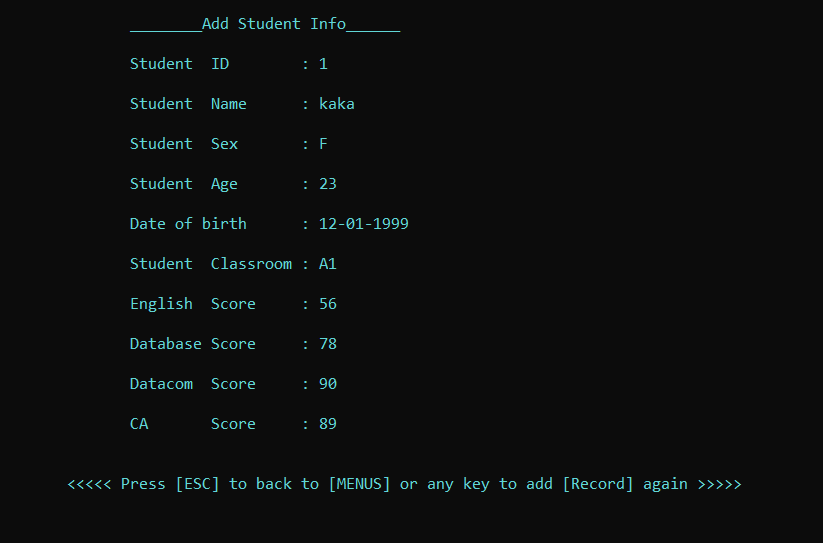 ________Add Student Info______
Student  ID        : 1
Student  Name      : kaka
Student  Sex       : F
Student  Age       : 23
Date of birth      : 12-01-1999
Student  Classroom : A1
English  Score     : 56
Database Score     : 78
Datacom  Score     : 90
CA       Score     : 89
<<<<< Press [ESC] to back to [MENUS] or any key to add [Record] again >>>>>